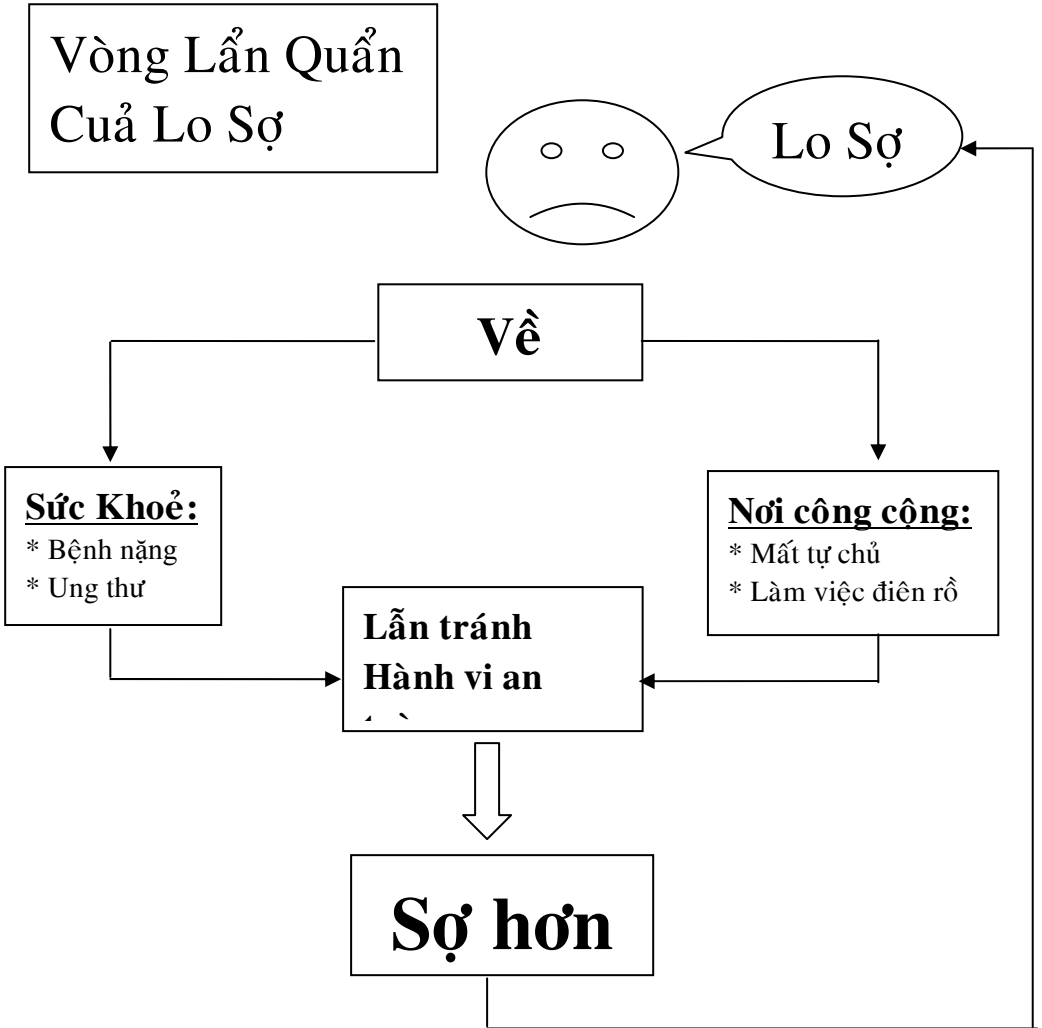 Vòng Lẩn Quẩn
Cuả Lo Sợ
Lo Sợ
Về
Sức Khoẻ:
* Bệnh nặng
* Ung thư
Nơi công cộng:
* Mất tự chủ
* Làm việc điên rồ
Lẫn tránh
Hành vi an
Sợ hơn